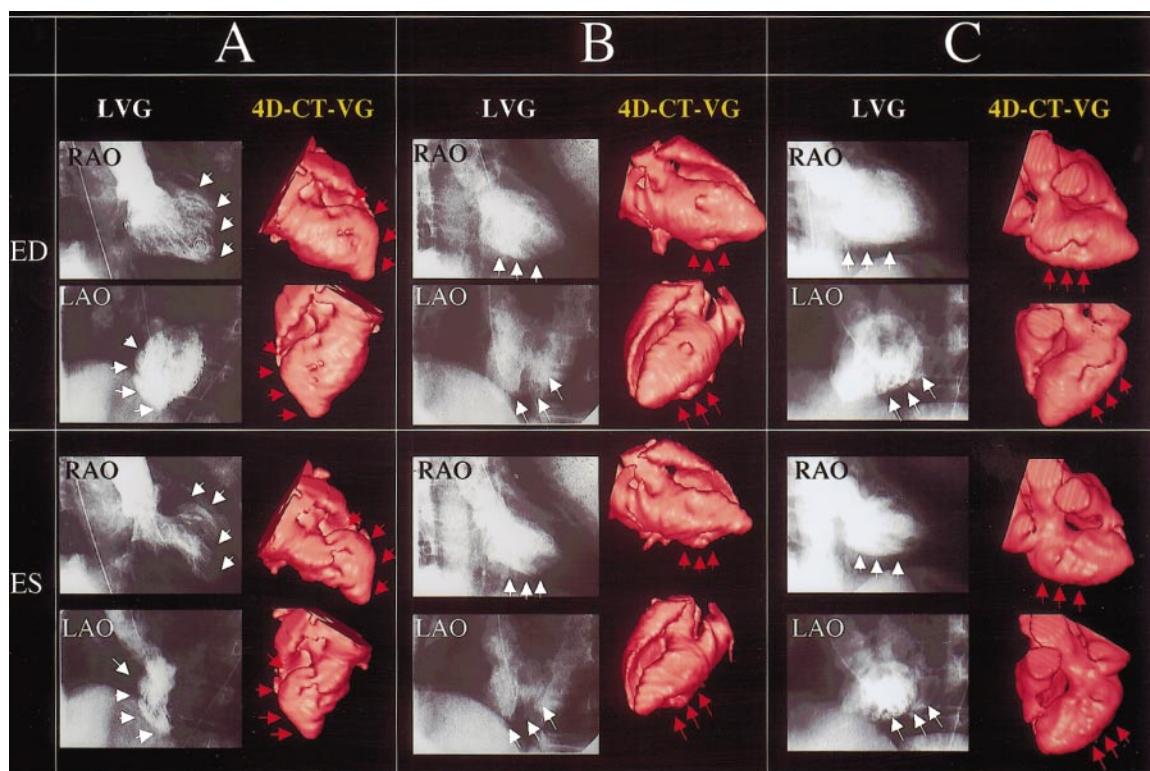 A B C
LVG 4D-CT-VG LVG 4D-CT-VG LVG 4D-CT-VG
ED
RAO RAO RAO
LAO LAO LAO
ES
RAO RAO RAO
LAO LAO LAO